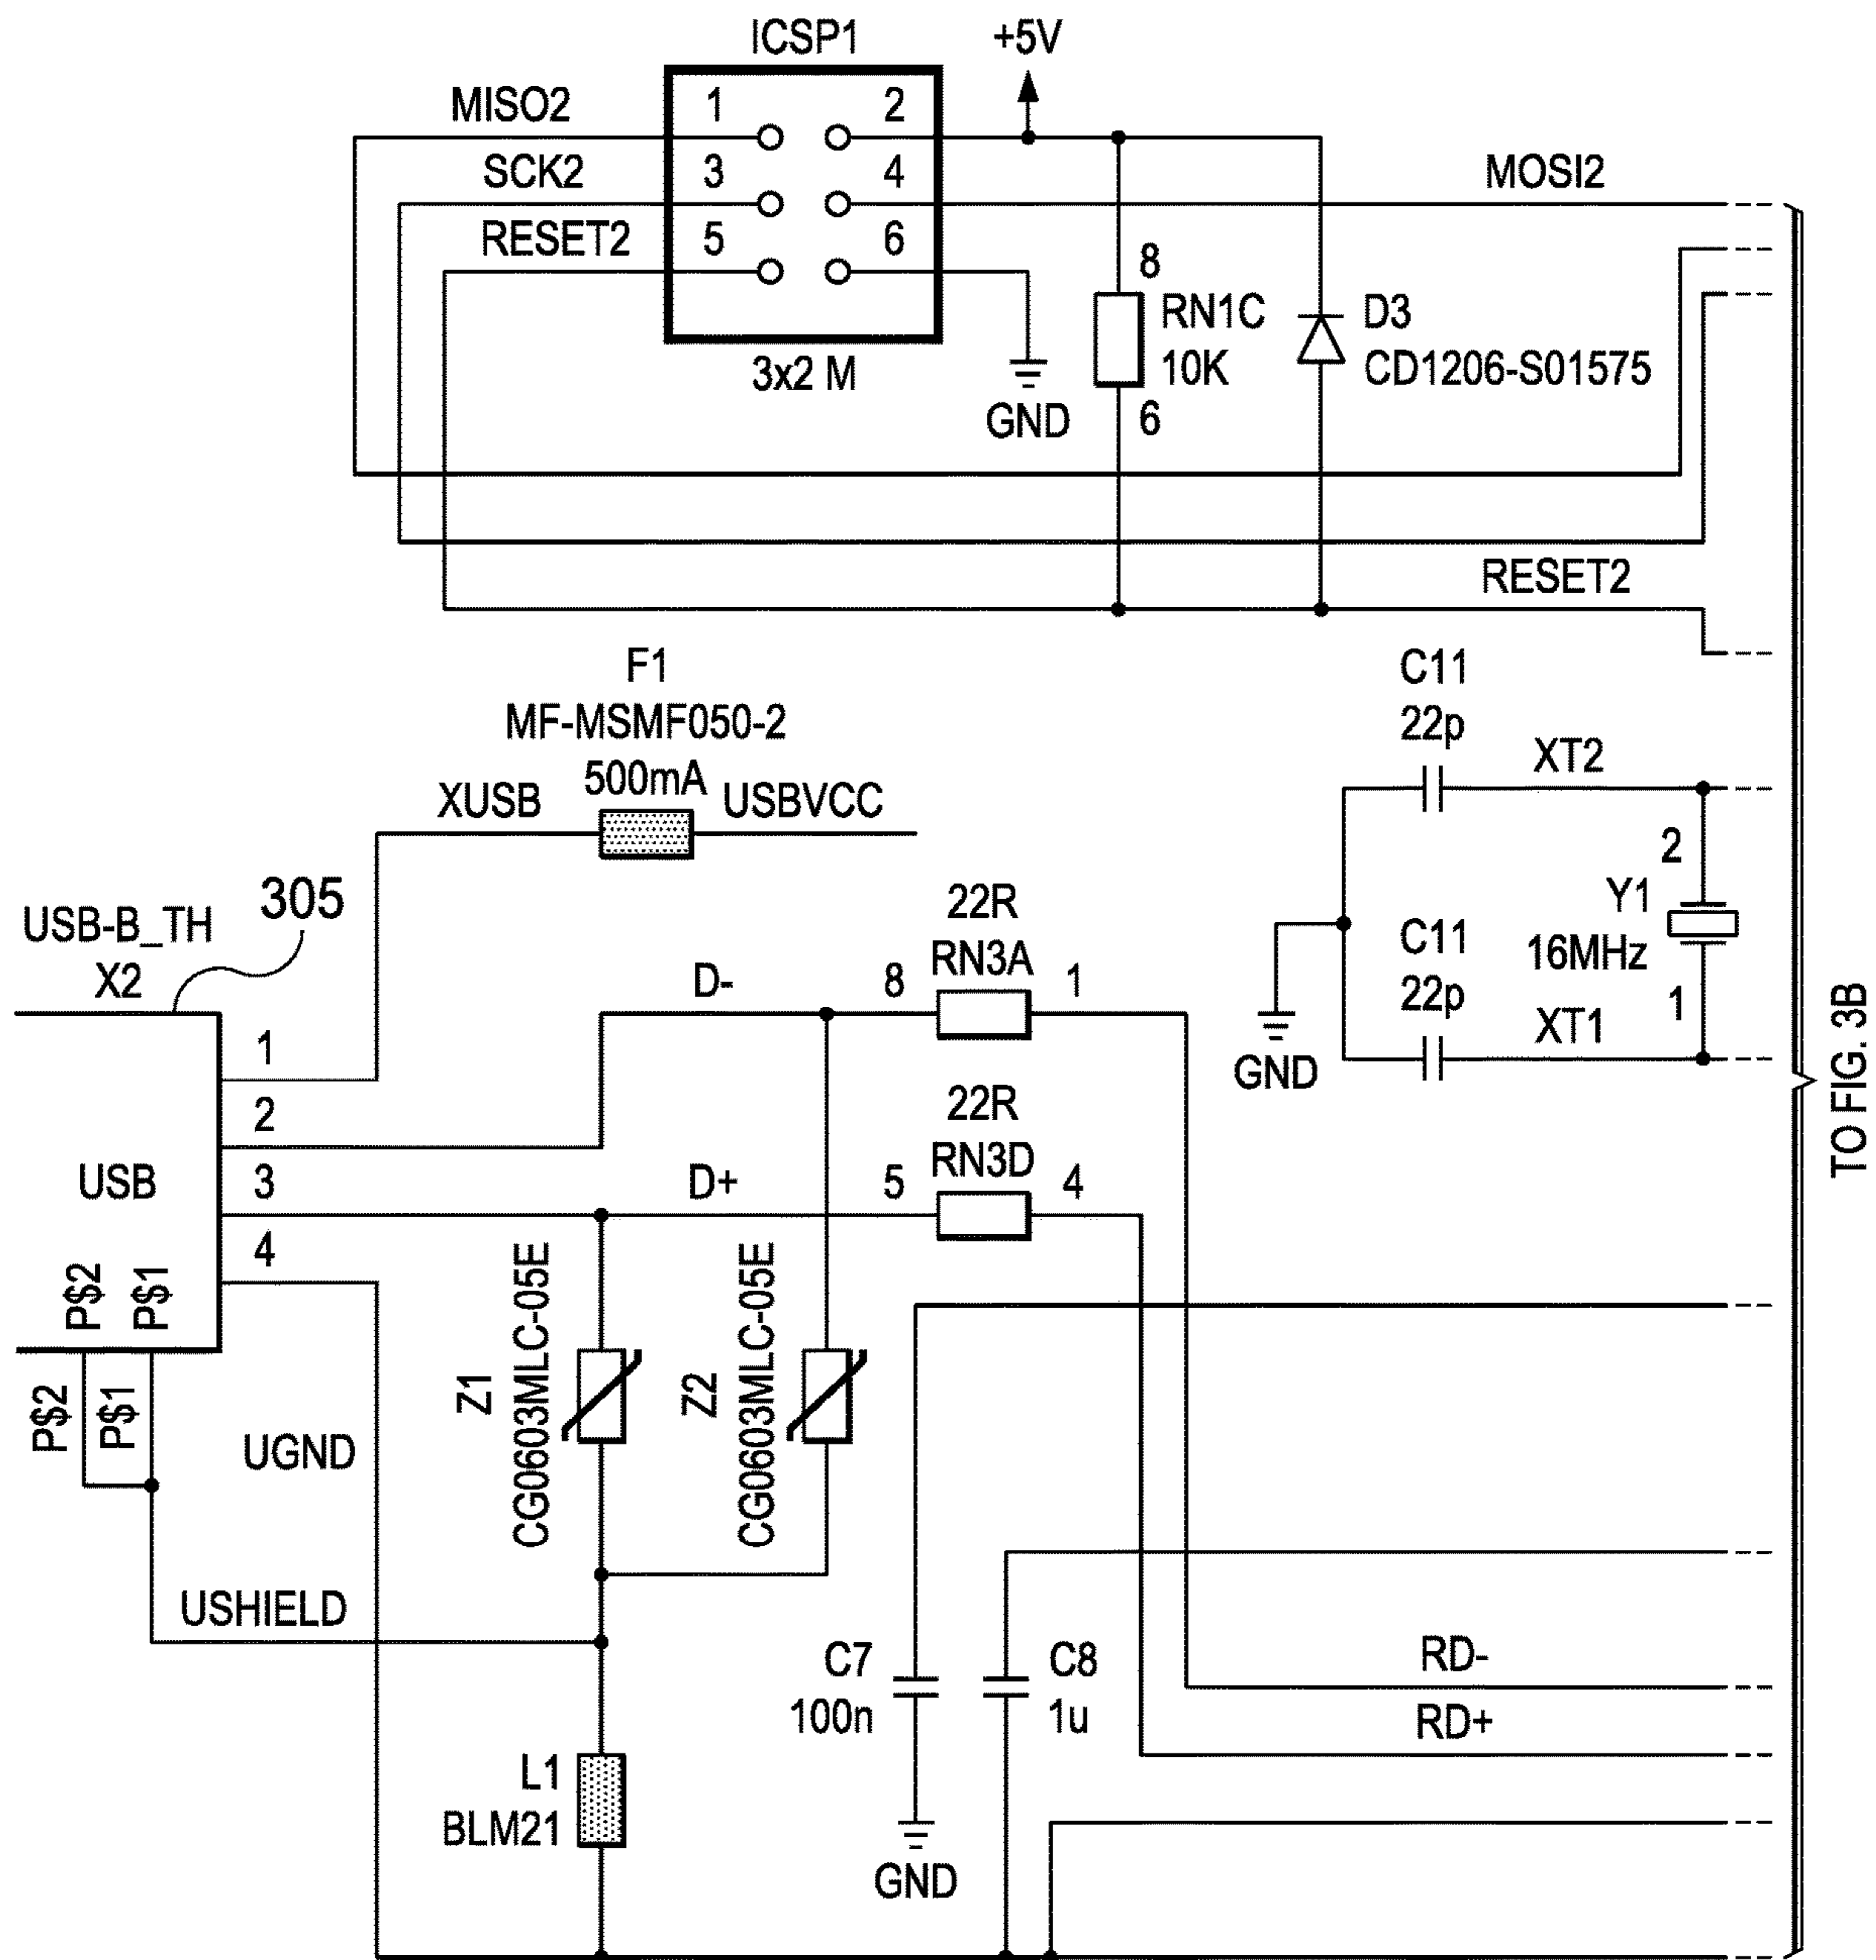 ICSP1
+5V
MISO2
1
2
SCK2
3
4
MOSI2
RESET2
5
6
3x2 M
GND
8
RN1C
10K
6
D3
CD1206-S01575
RESET2
F1
MF-MSMF050-2
500mA
XUSB
USBVCC
C11
22p
XT2
2
Y1
16MHz
1
C11
22p
XT1
GND
TO FIG. 3B
305
USB-B_TH
X2
USB
1
2
3
4
P$2
P$1
P$2
P$1
D-
8
22R
RN3A
1
D+
5
22R
RN3D
4
Z1
CG0603MLC-05E
Z2
CG0603MLC-05E
UGND
USHIELD
L1
BLM21
C7
100n
GND
C8
1u
RD-
RD+